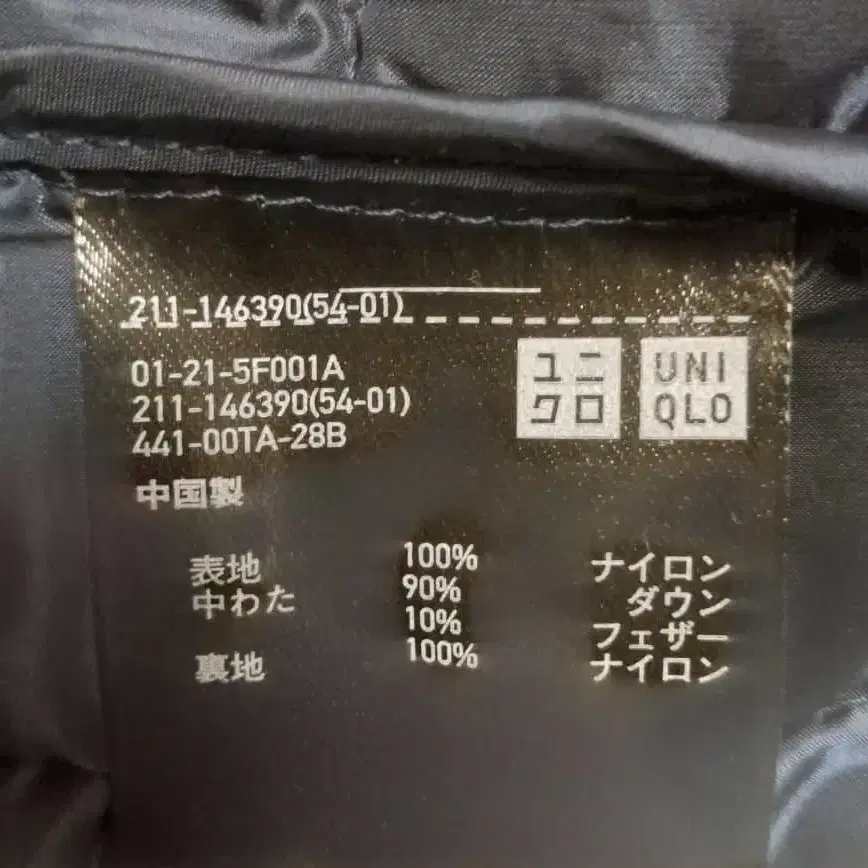 211-146390(54-01)
01-21-5F001A
211-146390(54-01)
441-00TA-28B
ユニ
クロ
UNI
QLO
中国製
表地 100% ナイロン
中わた 90% ダウン
10% フェザー
裏地 100% ナイロン